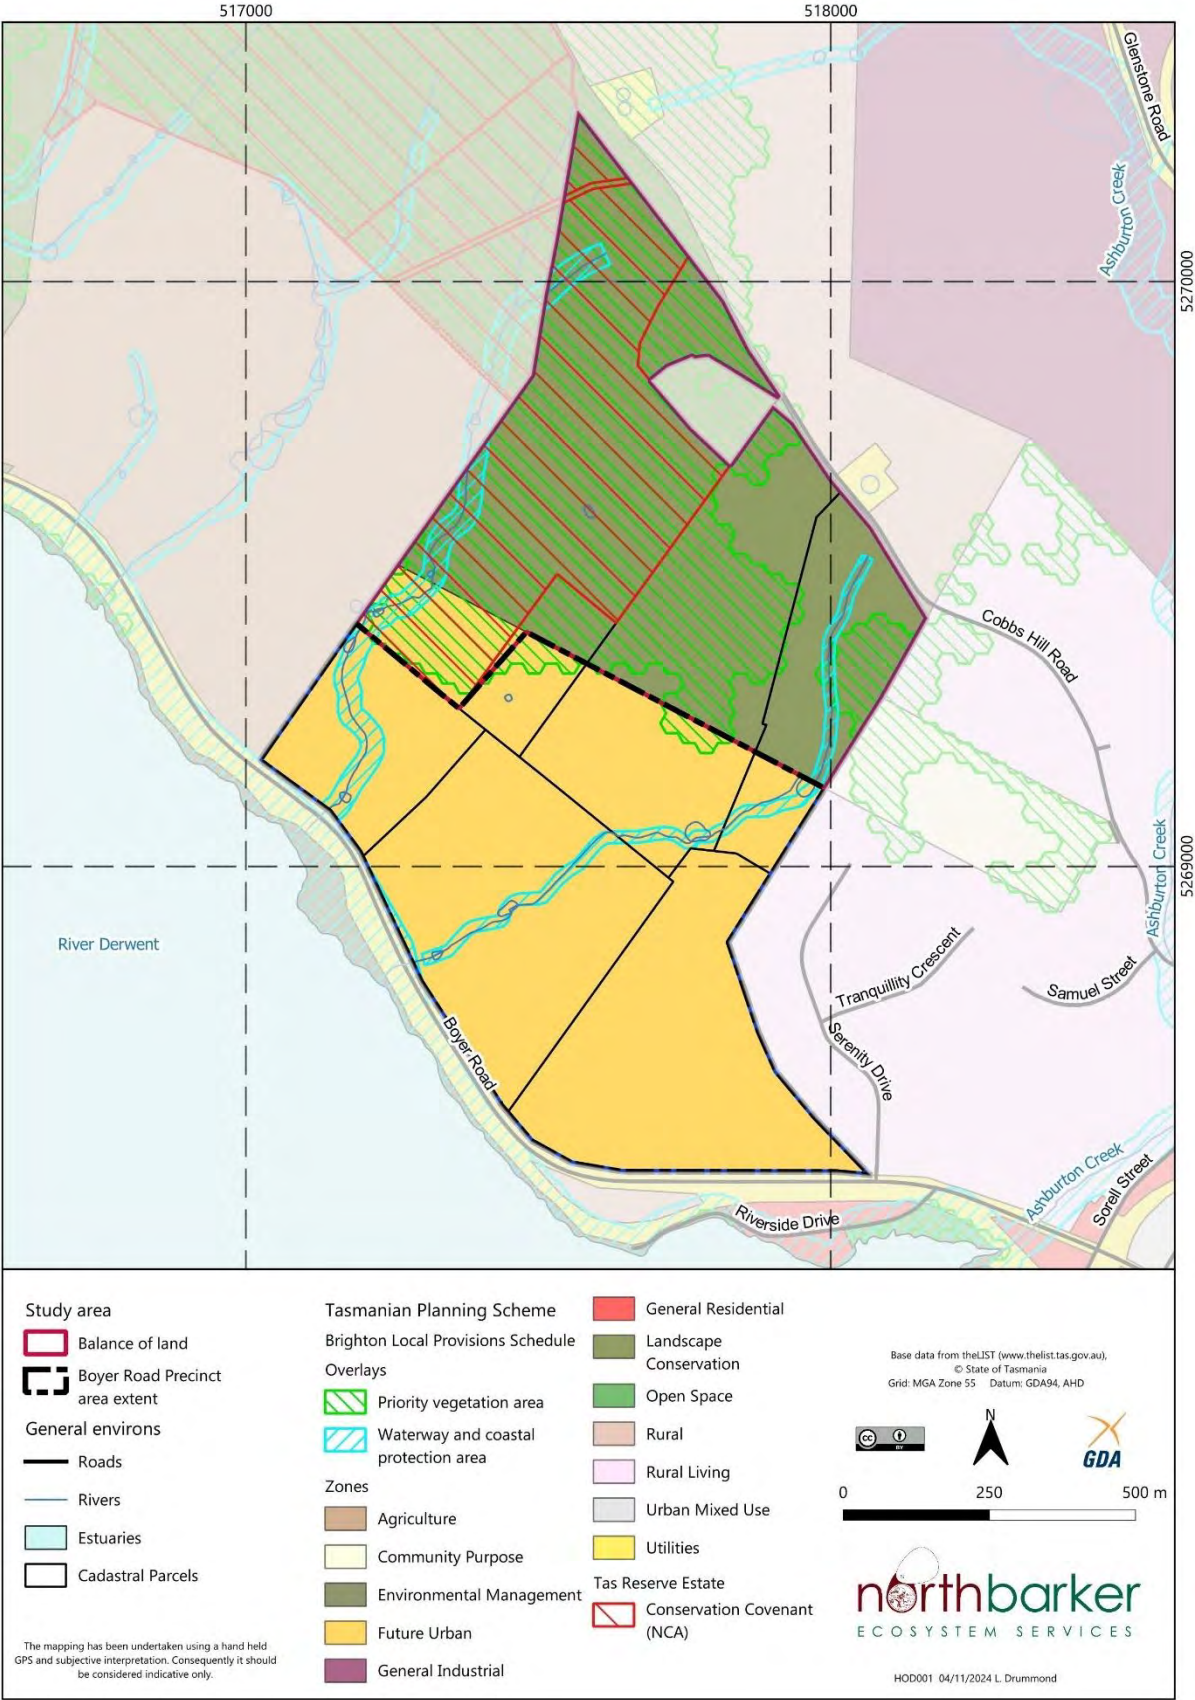 517000
518000
Glenstone Road
Ashburton Creek
5270000
Cobbs Hill Road
5269000
Ashburton Creek
River Derwent
Tranquillity Crescent
Samuel Street
Serenity Drive
Boyer Road
Ashburton Creek
Sorell Street
Riverside Drive
Study area
Balance of land
Boyer Road Precinct
area extent
General environs
Roads
Rivers
Estuaries
Cadastral Parcels
The mapping has been undertaken using a hand held
GPS and subjective interpretation. Consequently it should
be considered indicative only.
Tasmanian Planning Scheme
Brighton Local Provisions Schedule
Overlays
Priority vegetation area
Waterway and coastal
protection area
Zones
Agriculture
Community Purpose
Environmental Management
Future Urban
General Industrial
General Residential
Landscape
Conservation
Open Space
Rural
Rural Living
Urban Mixed Use
Utilities
Tas Reserve Estate
Conservation Covenant
(NCA)
Base data from theLIST (www.thelist.tas.gov.au),
© State of Tasmania
Grid: MGA Zone 55 Datum: GDA94, AHD
cc BY
N
GDA
0 250 500 m
northbarker
ECOSYSTEM SERVICES
HOD001 04/11/2024 L. Drummond